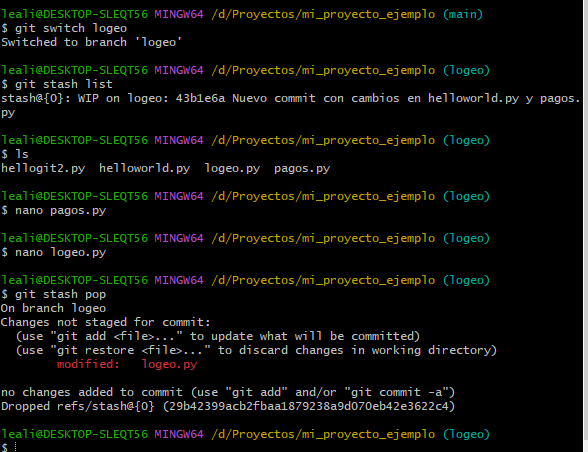 leali@DESKTOP-SLEQT56 MINGW64 /d/Proyectos/mi_proyecto_ejemplo (main)
$ git switch logeo
Switched to branch 'logeo'
leali@DESKTOP-SLEQT56 MINGW64 /d/Proyectos/mi_proyecto_ejemplo (logeo)
$ git stash list
stash@{0}: WIP on logeo: 43b1e6a Nuevo commit con cambios en helloworld.py y pagos.
py
leali@DESKTOP-SLEQT56 MINGW64 /d/Proyectos/mi_proyecto_ejemplo (logeo)
$ ls
hellogit2.py  helloworld.py  logeo.py  pagos.py
leali@DESKTOP-SLEQT56 MINGW64 /d/Proyectos/mi_proyecto_ejemplo (logeo)
$ nano pagos.py
leali@DESKTOP-SLEQT56 MINGW64 /d/Proyectos/mi_proyecto_ejemplo (logeo)
$ nano logeo.py
leali@DESKTOP-SLEQT56 MINGW64 /d/Proyectos/mi_proyecto_ejemplo (logeo)
$ git stash pop
On branch logeo
Changes not staged for commit:
  (use "git add <file>..." to update what will be committed)
  (use "git restore <file>..." to discard changes in working directory)
        modified:   logeo.py
no changes added to commit (use "git add" and/or "git commit -a")
Dropped refs/stash@{0} (29b42399acb2fbaa1879238a9d070eb42e3622c4)
leali@DESKTOP-SLEQT56 MINGW64 /d/Proyectos/mi_proyecto_ejemplo (logeo)
$